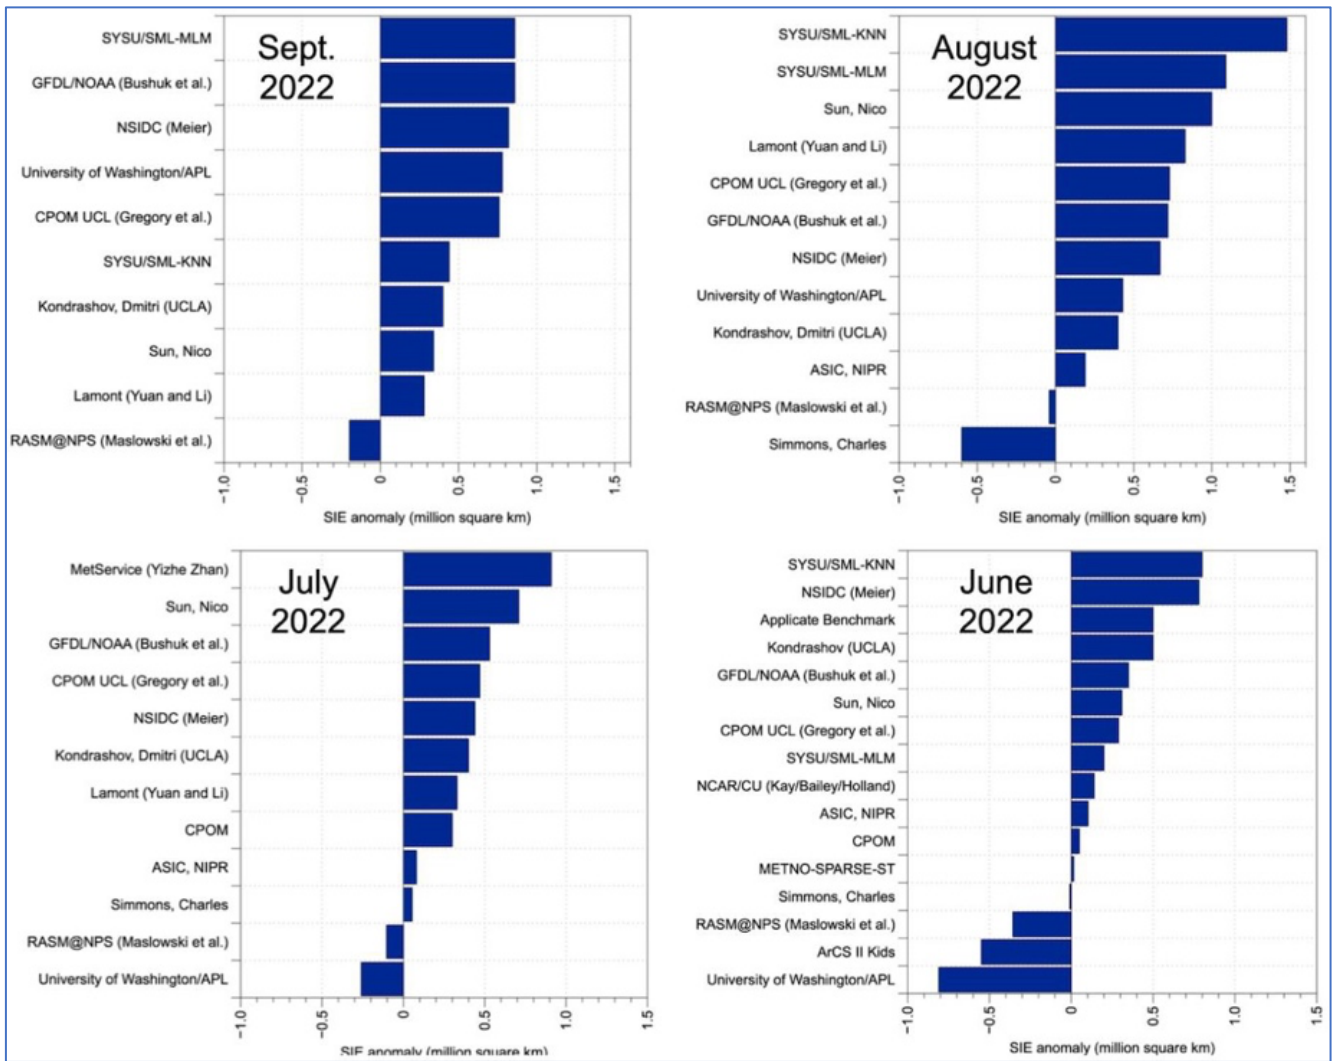 Sept.
2022
SYSU/SML-MLM
GFDL/NOAA (Bushuk et al.)
NSIDC (Meier)
University of Washington/APL
CPOM UCL (Gregory et al.)
SYSU/SML-KNN
Kondrashov, Dmitri (UCLA)
Sun, Nico
Lamont (Yuan and Li)
RASM@NPS (Maslowski et al.)
-1.0 -0.5 0 0.5 1.0 1.5
SIE anomaly (million square km)
August
2022
SYSU/SML-KNN
SYSU/SML-MLM
Sun, Nico
Lamont (Yuan and Li)
CPOM UCL (Gregory et al.)
GFDL/NOAA (Bushuk et al.)
NSIDC (Meier)
University of Washington/APL
Kondrashov, Dmitri (UCLA)
ASIC, NIPR
RASM@NPS (Maslowski et al.)
Simmons, Charles
-1.0 -0.5 0 0.5 1.0 1.5
SIE anomaly (million square km)
July
2022
MetService (Yizhe Zhan)
Sun, Nico
GFDL/NOAA (Bushuk et al.)
CPOM UCL (Gregory et al.)
NSIDC (Meier)
Kondrashov, Dmitri (UCLA)
Lamont (Yuan and Li)
CPOM
ASIC, NIPR
Simmons, Charles
RASM@NPS (Maslowski et al.)
University of Washington/APL
-1.0 -0.5 0 0.5 1.0 1.5
SIE anomaly (million square km)
June
2022
SYSU/SML-KNN
NSIDC (Meier)
Applicate Benchmark
Kondrashov (UCLA)
GFDL/NOAA (Bushuk et al.)
Sun, Nico
CPOM UCL (Gregory et al.)
SYSU/SML-MLM
NCAR/CU (Kay/Bailey/Holland)
ASIC, NIPR
CPOM
METNO-SPARSE-ST
Simmons, Charles
RASM@NPS (Maslowski et al.)
ArCS II Kids
University of Washington/APL
-1.0 -0.5 0 0.5 1.0 1.5
SIE anomaly (million square km)